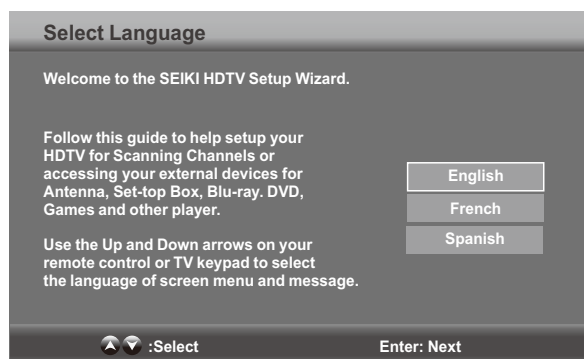 Select Language
Welcome to the SEIKI HDTV Setup Wizard.
Follow this guide to help setup your
HDTV for Scanning Channels or
accessing your external devices for
Antenna, Set-top Box, Blu-ray. DVD,
Games and other player.
Use the Up and Down arrows on your
remote control or TV keypad to select
the language of screen menu and message.
English
French
Spanish
:Select
Enter: Next